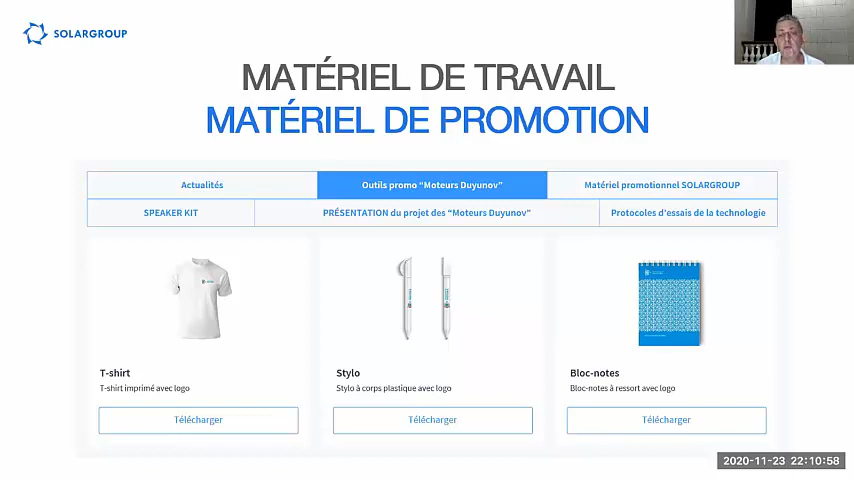 SOLARGROUP
MATÉRIEL DE TRAVAIL
MATÉRIEL DE PROMOTION
Actualités
Outils promo “Moteurs Duyunov”
Matériel promotionnel SOLARGROUP
SPEAKER KIT
PRÉSENTATION du projet des “Moteurs Duyunov”
Protocoles d'essais de la technologie
T-shirt
Stylo
Bloc-notes
T-shirt imprimé avec logo
Stylo à corps plastique avec logo
Bloc-notes à ressort avec logo
Télécharger
Télécharger
Télécharger
2020-11-23 22:10:58